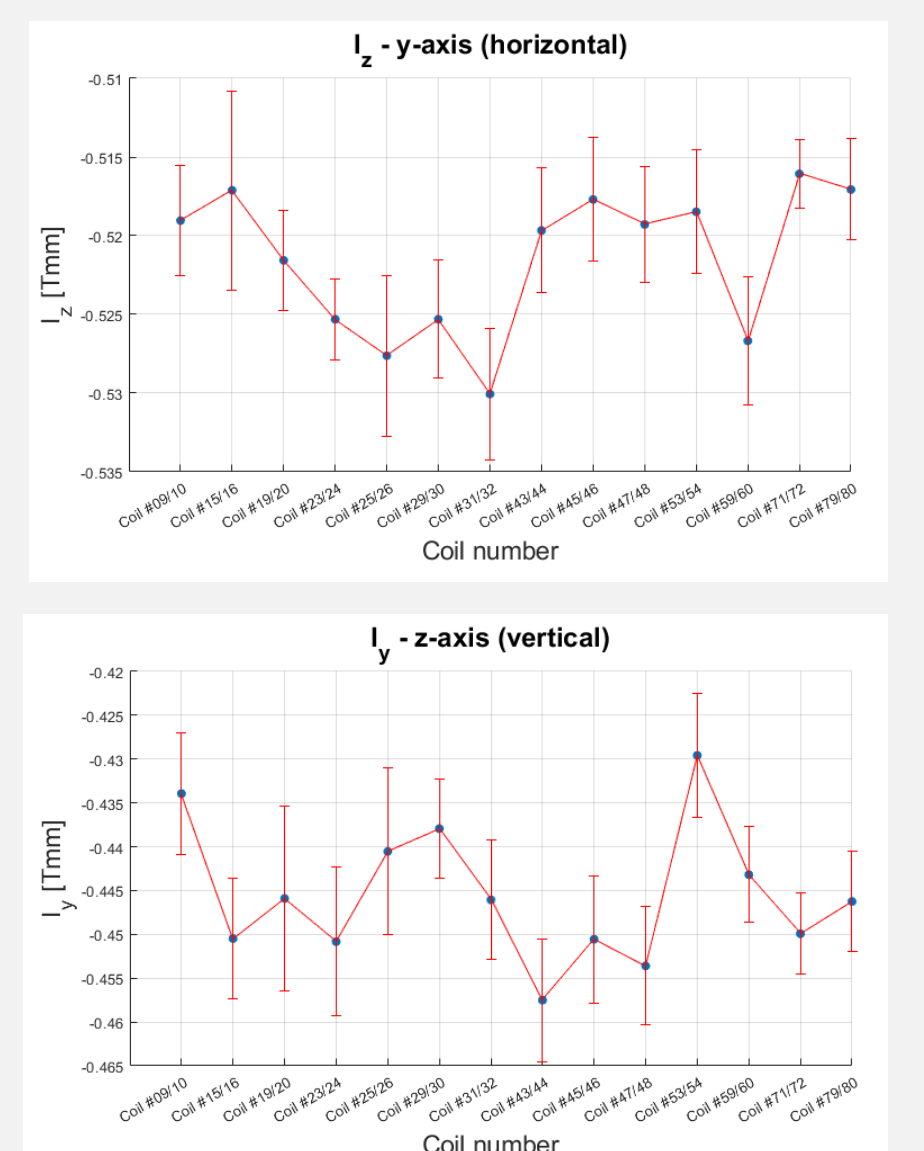 I_z - y-axis (horizontal)
-0.51
-0.515
-0.52
-0.525
-0.53
-0.535
I_z [Tmm]
Coil #09/10 Coil #15/16 Coil #19/20 Coil #23/24 Coil #25/26 Coil #29/30 Coil #31/32 Coil #43/44 Coil #45/46 Coil #47/48 Coil #53/54 Coil #59/60 Coil #71/72 Coil #79/80
Coil number
I_y - z-axis (vertical)
-0.42
-0.425
-0.43
-0.435
-0.44
-0.445
-0.45
-0.455
-0.46
-0.465
I_y [Tmm]
Coil #09/10 Coil #15/16 Coil #19/20 Coil #23/24 Coil #25/26 Coil #29/30 Coil #31/32 Coil #43/44 Coil #45/46 Coil #47/48 Coil #53/54 Coil #59/60 Coil #71/72 Coil #79/80
Coil number